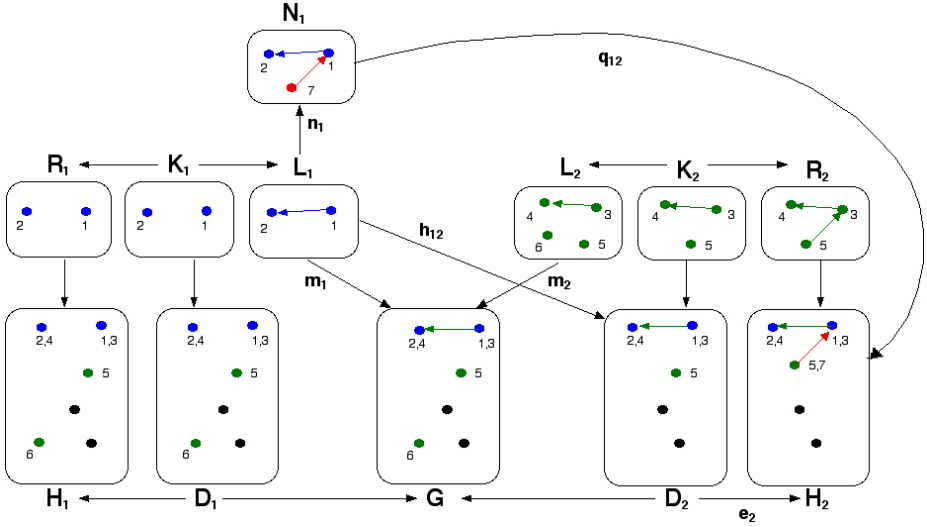 N₁
2 1
7
q₁₂
n₁
R₁ K₁ L₁ L₂ K₂ R₂
2 1 2 1 2 1 4 3 6 5 4 3 5 4 3 5
h₁₂
m₁ m₂
2,4 1,3 2,4 1,3 2,4 1,3 2,4 1,3 2,4 1,3
5 5 5 5 5,7
6 6 6
H₁ D₁ G D₂ H₂
e₂